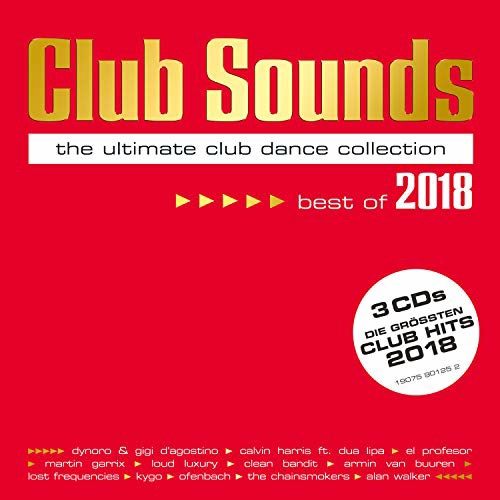 Club Sounds
the ultimate club dance collection
best of 2018
3 CDs
DIE GRÖSSTEN
CLUB HITS
2018
19075 90125 2
dynoro & gigi d'agostino ▶ calvin harris ft. dua lipa ▶ el profesor
▶ martin garrix ▶ loud luxury ▶ clean bandit ▶ armin van buuren ▶
lost frequencies ▶ kygo ▶ ofenbach ▶ the chainsmokers ▶ alan walker